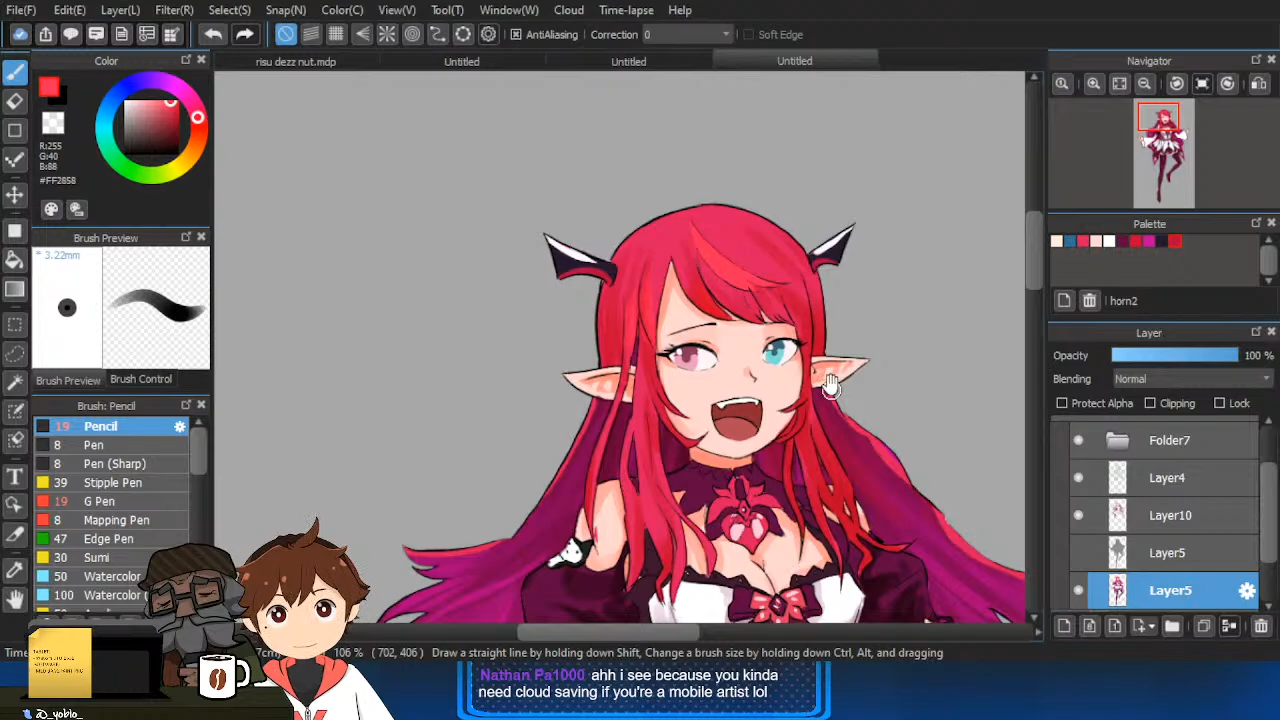 File(F) Edit(E) Layer(L) Filter(R) Select(S) Snap(N) Color(C) View(V) Tool(T) Window(W) Cloud Time-lapse Help
AntiAliasing Correction 0 Soft Edge
Color
risu dezz nut.mdp Untitled Untitled Untitled
Navigator
R:255
G:40
B:88
#FF2858
Brush Preview
3.22mm
Palette
horn2
Layer
Opacity 100 %
Blending Normal
Protect Alpha Clipping Lock
Brush Preview Brush Control
Brush: Pencil
19 Pencil
8 Pen
8 Pen (Sharp)
39 Stipple Pen
19 G Pen
8 Mapping Pen
47 Edge Pen
30 Sumi
50 Watercolor
100 Watercolor
Folder7
Layer4
Layer10
Layer5
Layer5
106 % (702, 406) Draw a straight line by holding down Shift, Change a brush size by holding down Ctrl, Alt, and dragging
Nathan Pa1000 ahh i see because you kinda
need cloud saving if you're a mobile artist lol